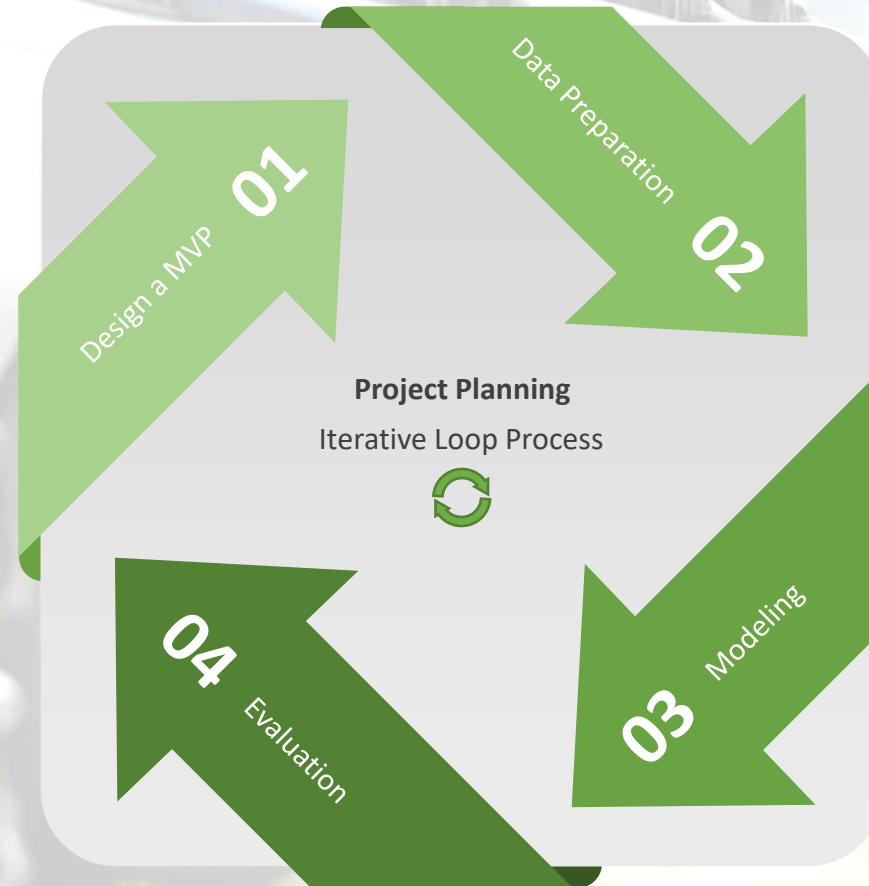 01
Design a MVP
Data Preparation
02
Project Planning
Iterative Loop Process
03
Modeling
04
Evaluation